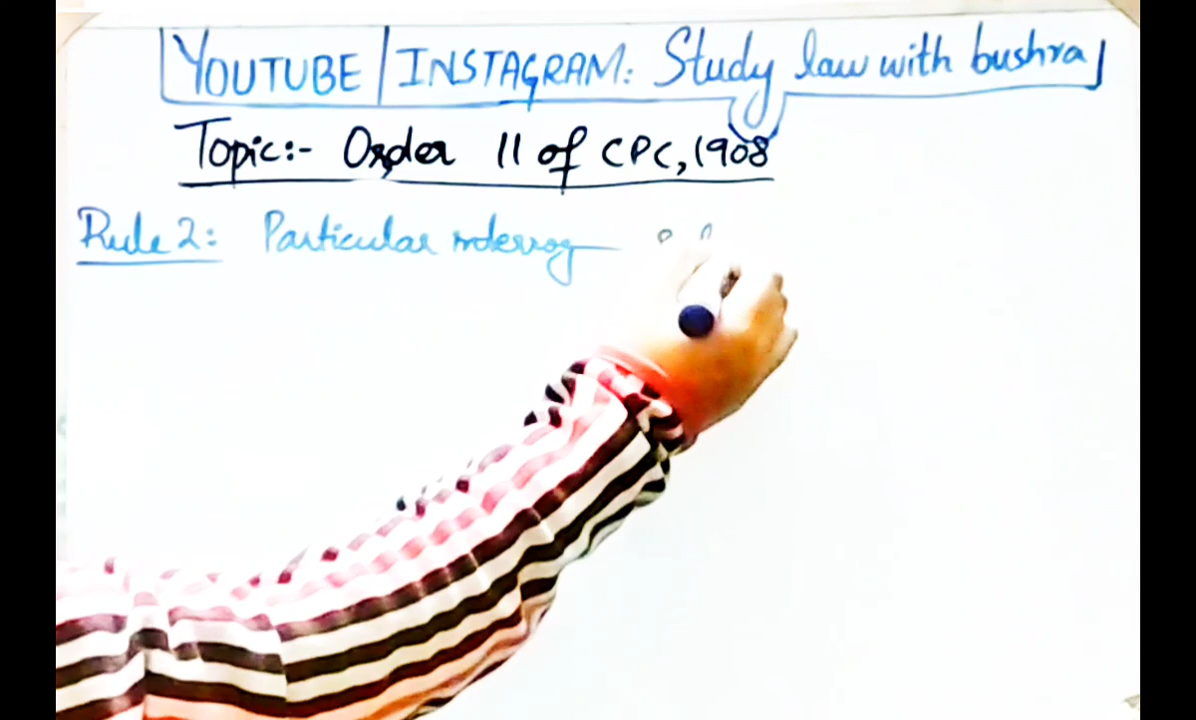 YOUTUBE | INSTAGRAM: Study law with bushra
Topic:- Order 11 of CPC, 1908
Rule 2: Particular interrog